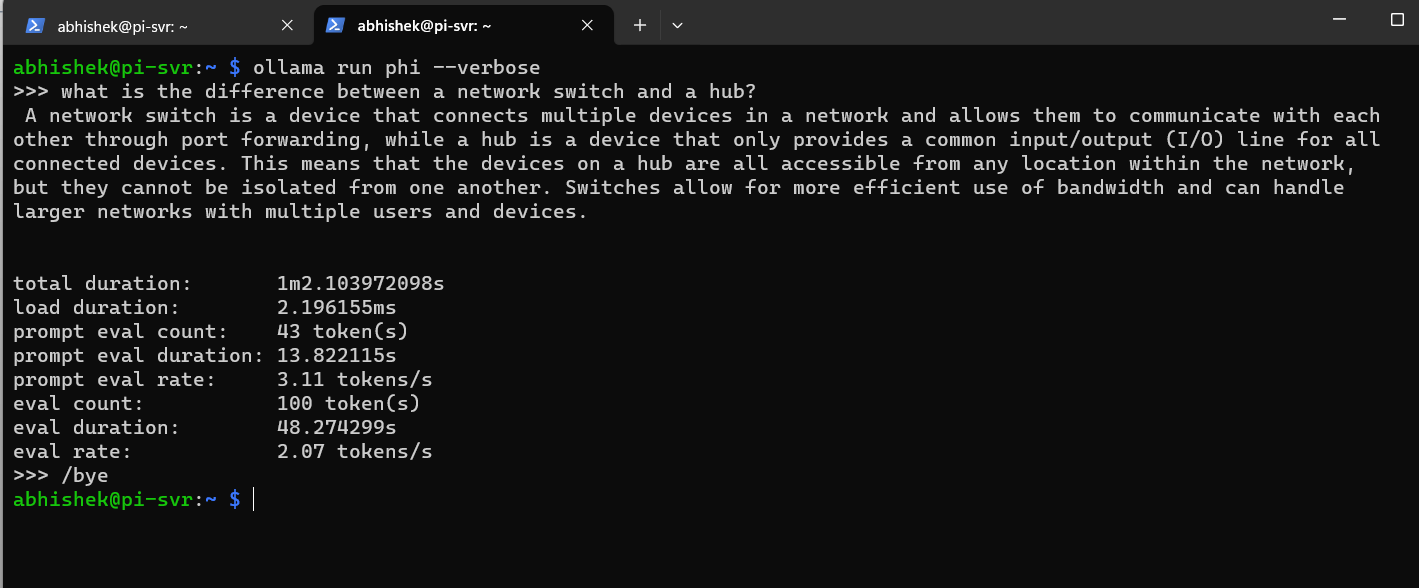 abhishek@pi-svr: ~
abhishek@pi-svr: ~
abhishek@pi-svr:~ $ ollama run phi --verbose
>>> what is the difference between a network switch and a hub?
A network switch is a device that connects multiple devices in a network and allows them to communicate with each
other through port forwarding, while a hub is a device that only provides a common input/output (I/O) line for all
connected devices. This means that the devices on a hub are all accessible from any location within the network,
but they cannot be isolated from one another. Switches allow for more efficient use of bandwidth and can handle
larger networks with multiple users and devices.
total duration: 1m2.103972098s
load duration: 2.196155ms
prompt eval count: 43 token(s)
prompt eval duration: 13.822115s
prompt eval rate: 3.11 tokens/s
eval count: 100 token(s)
eval duration: 48.274299s
eval rate: 2.07 tokens/s
>>> /bye
abhishek@pi-svr:~ $